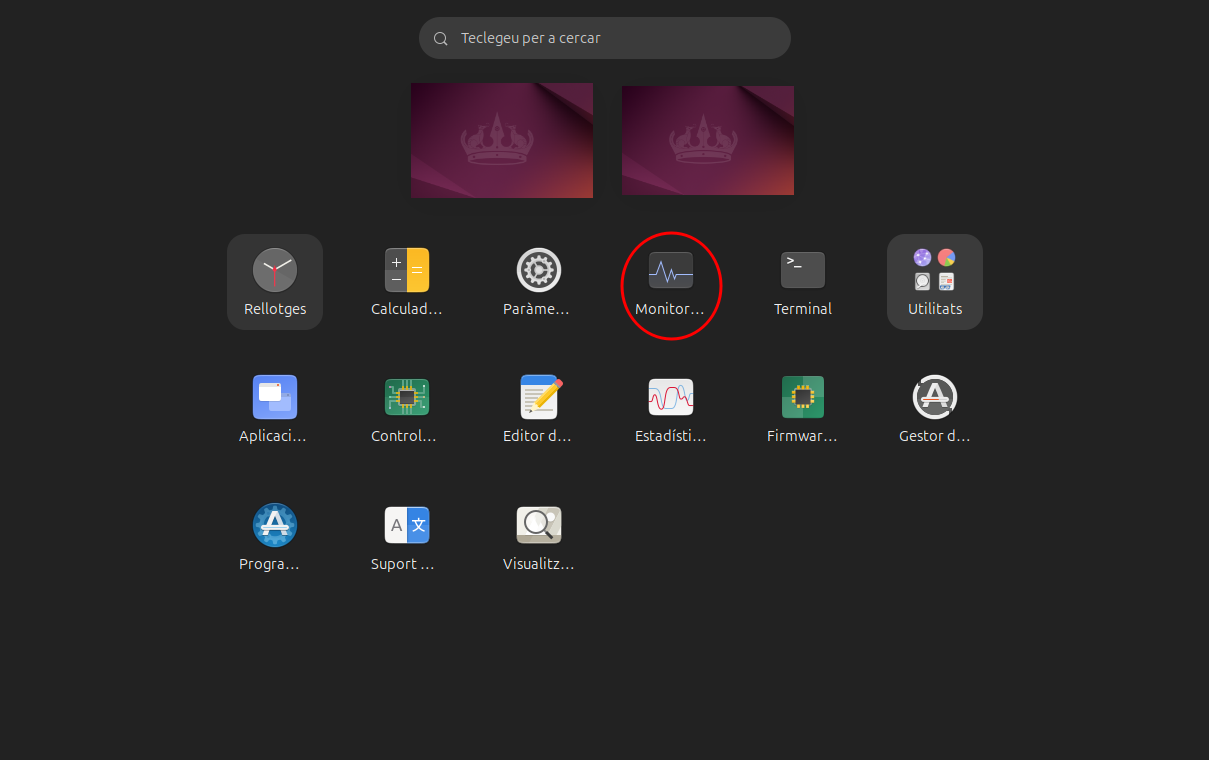 Teclegeu per a cercar
Rellotges
Calculad...
Paràme...
Monitor...
Terminal
Utilitats
Aplicaci...
Control...
Editor d...
Estadísti...
Firmwar...
Gestor d...
Progra...
Suport ...
Visualitz...